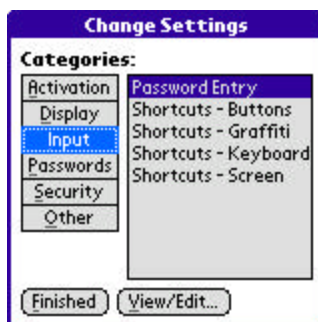 Change Settings
Categories:
Activation
Display
Input
Passwords
Security
Other
Password Entry
Shortcuts - Buttons
Shortcuts - Graffiti
Shortcuts - Keyboard
Shortcuts - Screen
Finished
View/Edit...